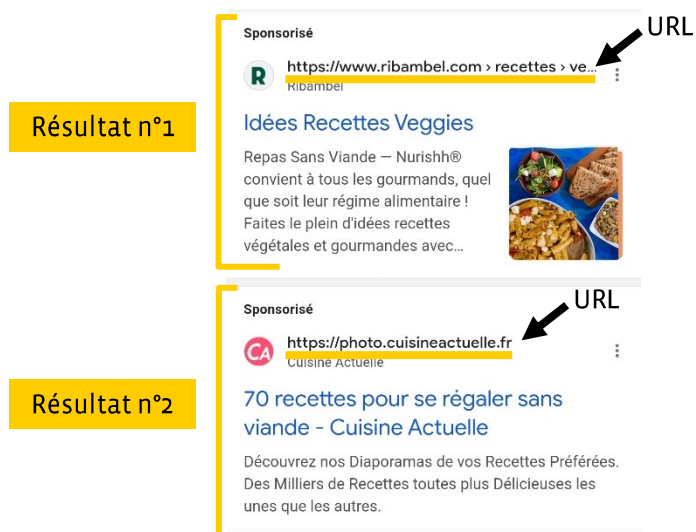 URL
Sponsorisé
R
https://www.ribambel.com › recettes › ve...
Ribambel
Résultat n°1
Idées Recettes Veggies
Repas Sans Viande — Nurishh®
convient à tous les gourmands, quel
que soit leur régime alimentaire !
Faites le plein d'idées recettes
végétales et gourmandes avec...
URL
Sponsorisé
CA
https://photo.cuisineactuelle.fr
Cuisine Actuelle
Résultat n°2
70 recettes pour se régaler sans
viande - Cuisine Actuelle
Découvrez nos Diaporamas de vos Recettes Préférées.
Des Milliers de Recettes toutes plus Délicieuses les
unes que les autres.